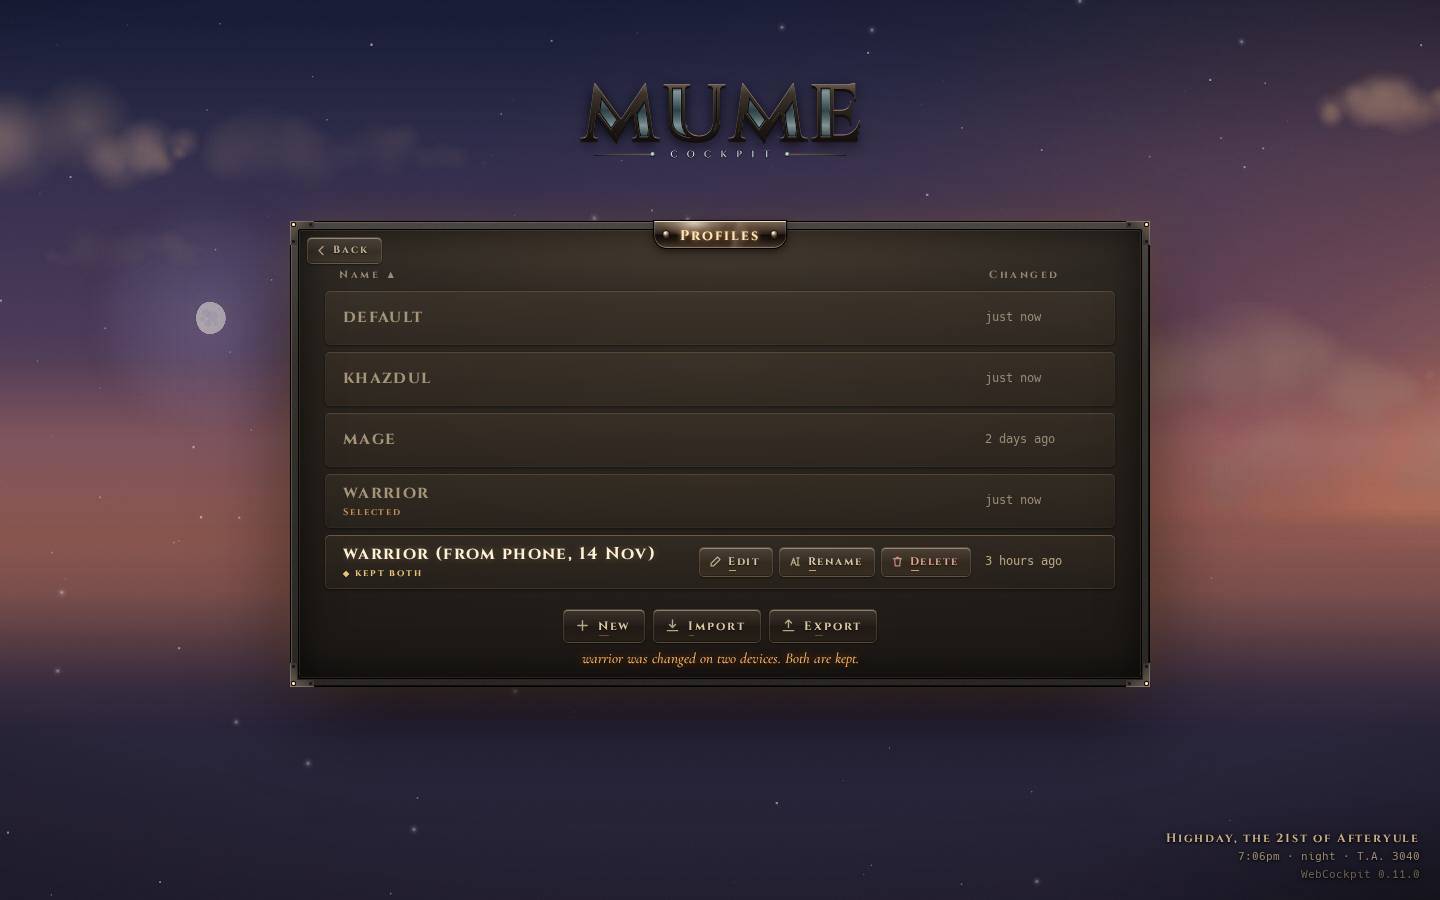 MUME
COCKPIT
Profiles
Back
Name ▲ Changed
DEFAULT just now
KHAZDUL just now
MAGE 2 days ago
WARRIOR just now
Selected
WARRIOR (FROM PHONE, 14 NOV) Edit Rename Delete 3 hours ago
◆ KEPT BOTH
New Import Export
warrior was changed on two devices. Both are kept.
Highday, the 21st of Afteryule
7:06pm · night · T.A. 3040
WebCockpit 0.11.0